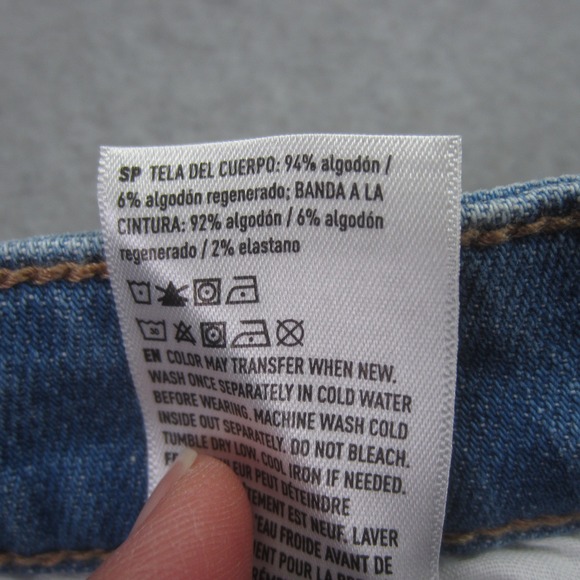 SP TELA DEL CUERPO: 94% algodón /
6% algodón regenerado; BANDA A LA
CINTURA: 92% algodón / 6% algodón
regenerado / 2% elastano
EN COLOR MAY TRANSFER WHEN NEW.
WASH ONCE SEPARATELY IN COLD WATER
BEFORE WEARING. MACHINE WASH COLD
INSIDE OUT SEPARATELY. DO NOT BLEACH.
TUMBLE DRY LOW. COOL IRON IF NEEDED.
PEUT DÉTEINDRE
EST NEUF. LAVER
FROIDE AVANT DE
POUR LA